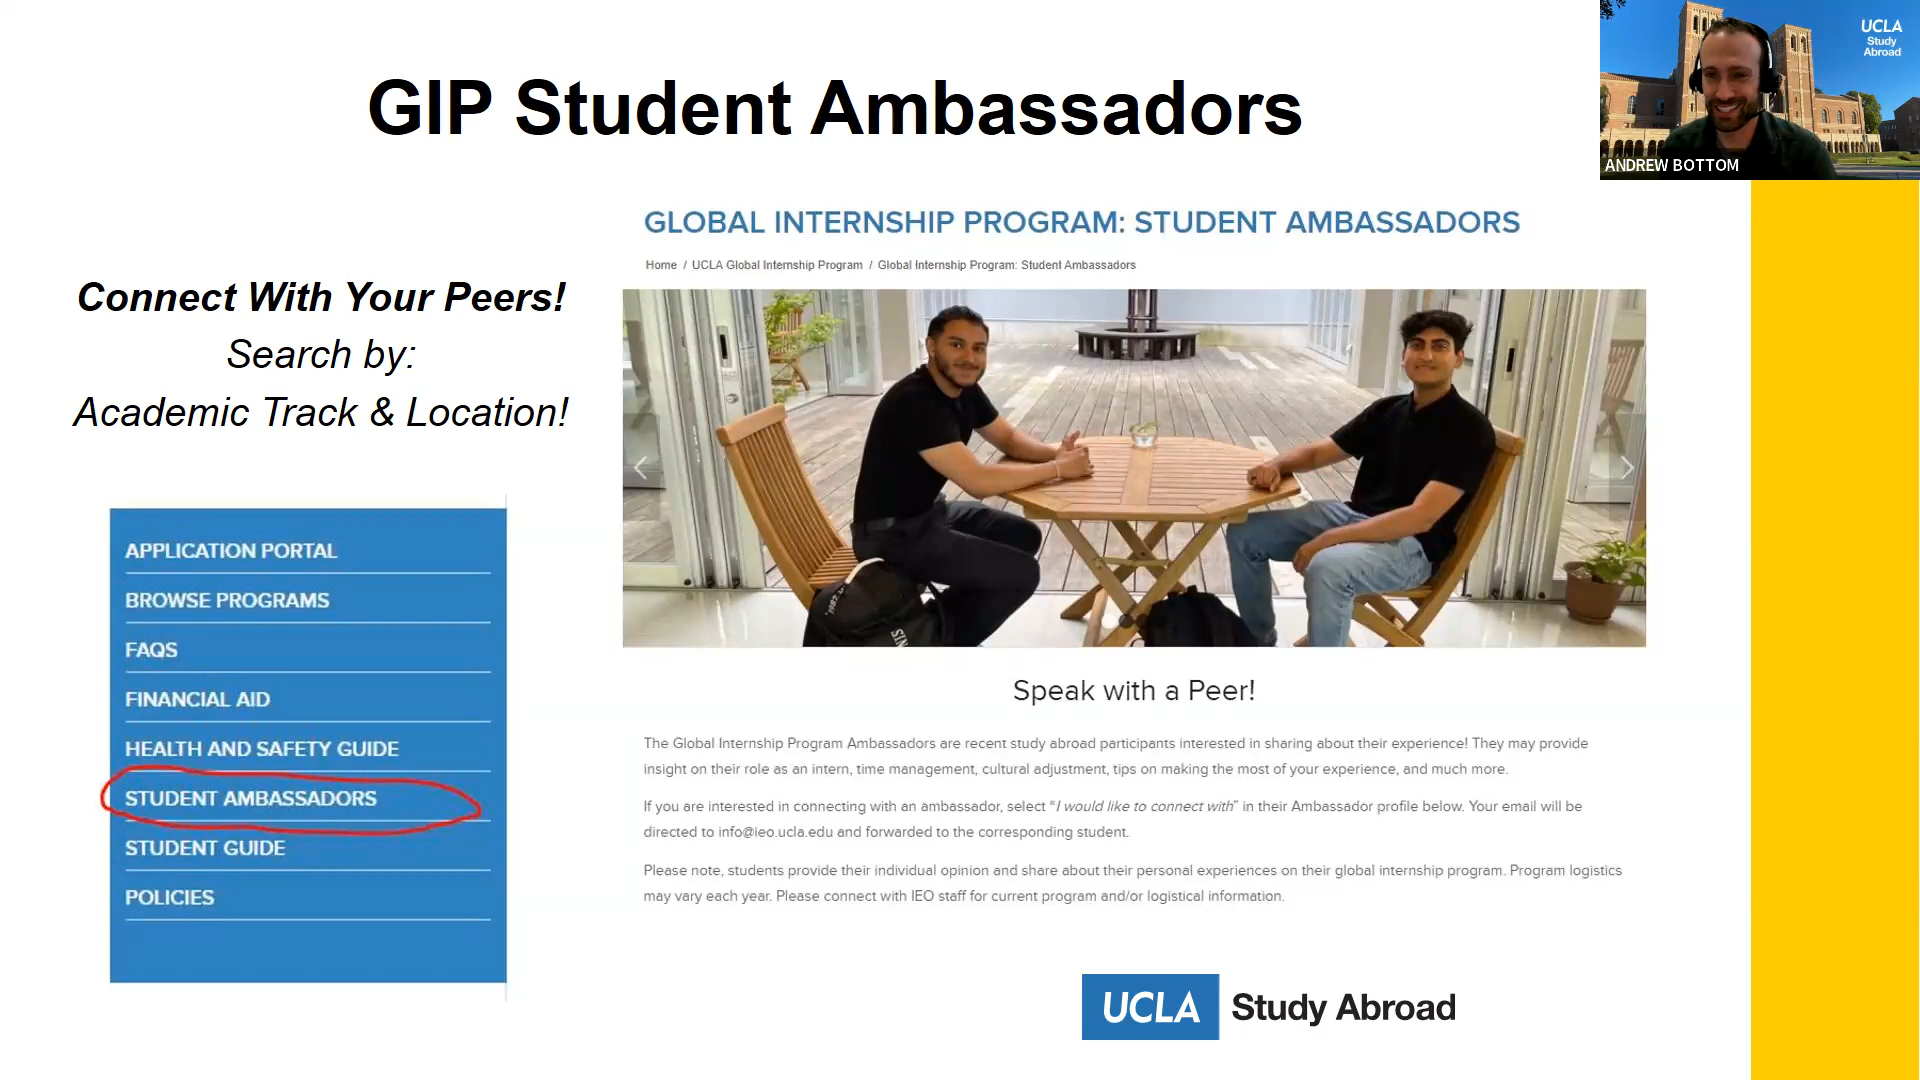 GIP Student Ambassadors
UCLA
Study
Abroad
ANDREW BOTTOM
Connect With Your Peers!
Search by:
Academic Track & Location!
APPLICATION PORTAL
BROWSE PROGRAMS
FAQS
FINANCIAL AID
HEALTH AND SAFETY GUIDE
STUDENT AMBASSADORS
STUDENT GUIDE
POLICIES
GLOBAL INTERNSHIP PROGRAM: STUDENT AMBASSADORS
Home / UCLA Global Internship Program / Global Internship Program: Student Ambassadors
Speak with a Peer!
The Global Internship Program Ambassadors are recent study abroad participants interested in sharing about their experience! They may provide
insight on their role as an intern, time management, cultural adjustment, tips on making the most of your experience, and much more.
If you are interested in connecting with an ambassador, select “I would like to connect with” in their Ambassador profile below. Your email will be
directed to info@ieo.ucla.edu and forwarded to the corresponding student.
Please note, students provide their individual opinion and share about their personal experiences on their global internship program. Program logistics
may vary each year. Please connect with IEO staff for current program and/or logistical information.
UCLA Study Abroad